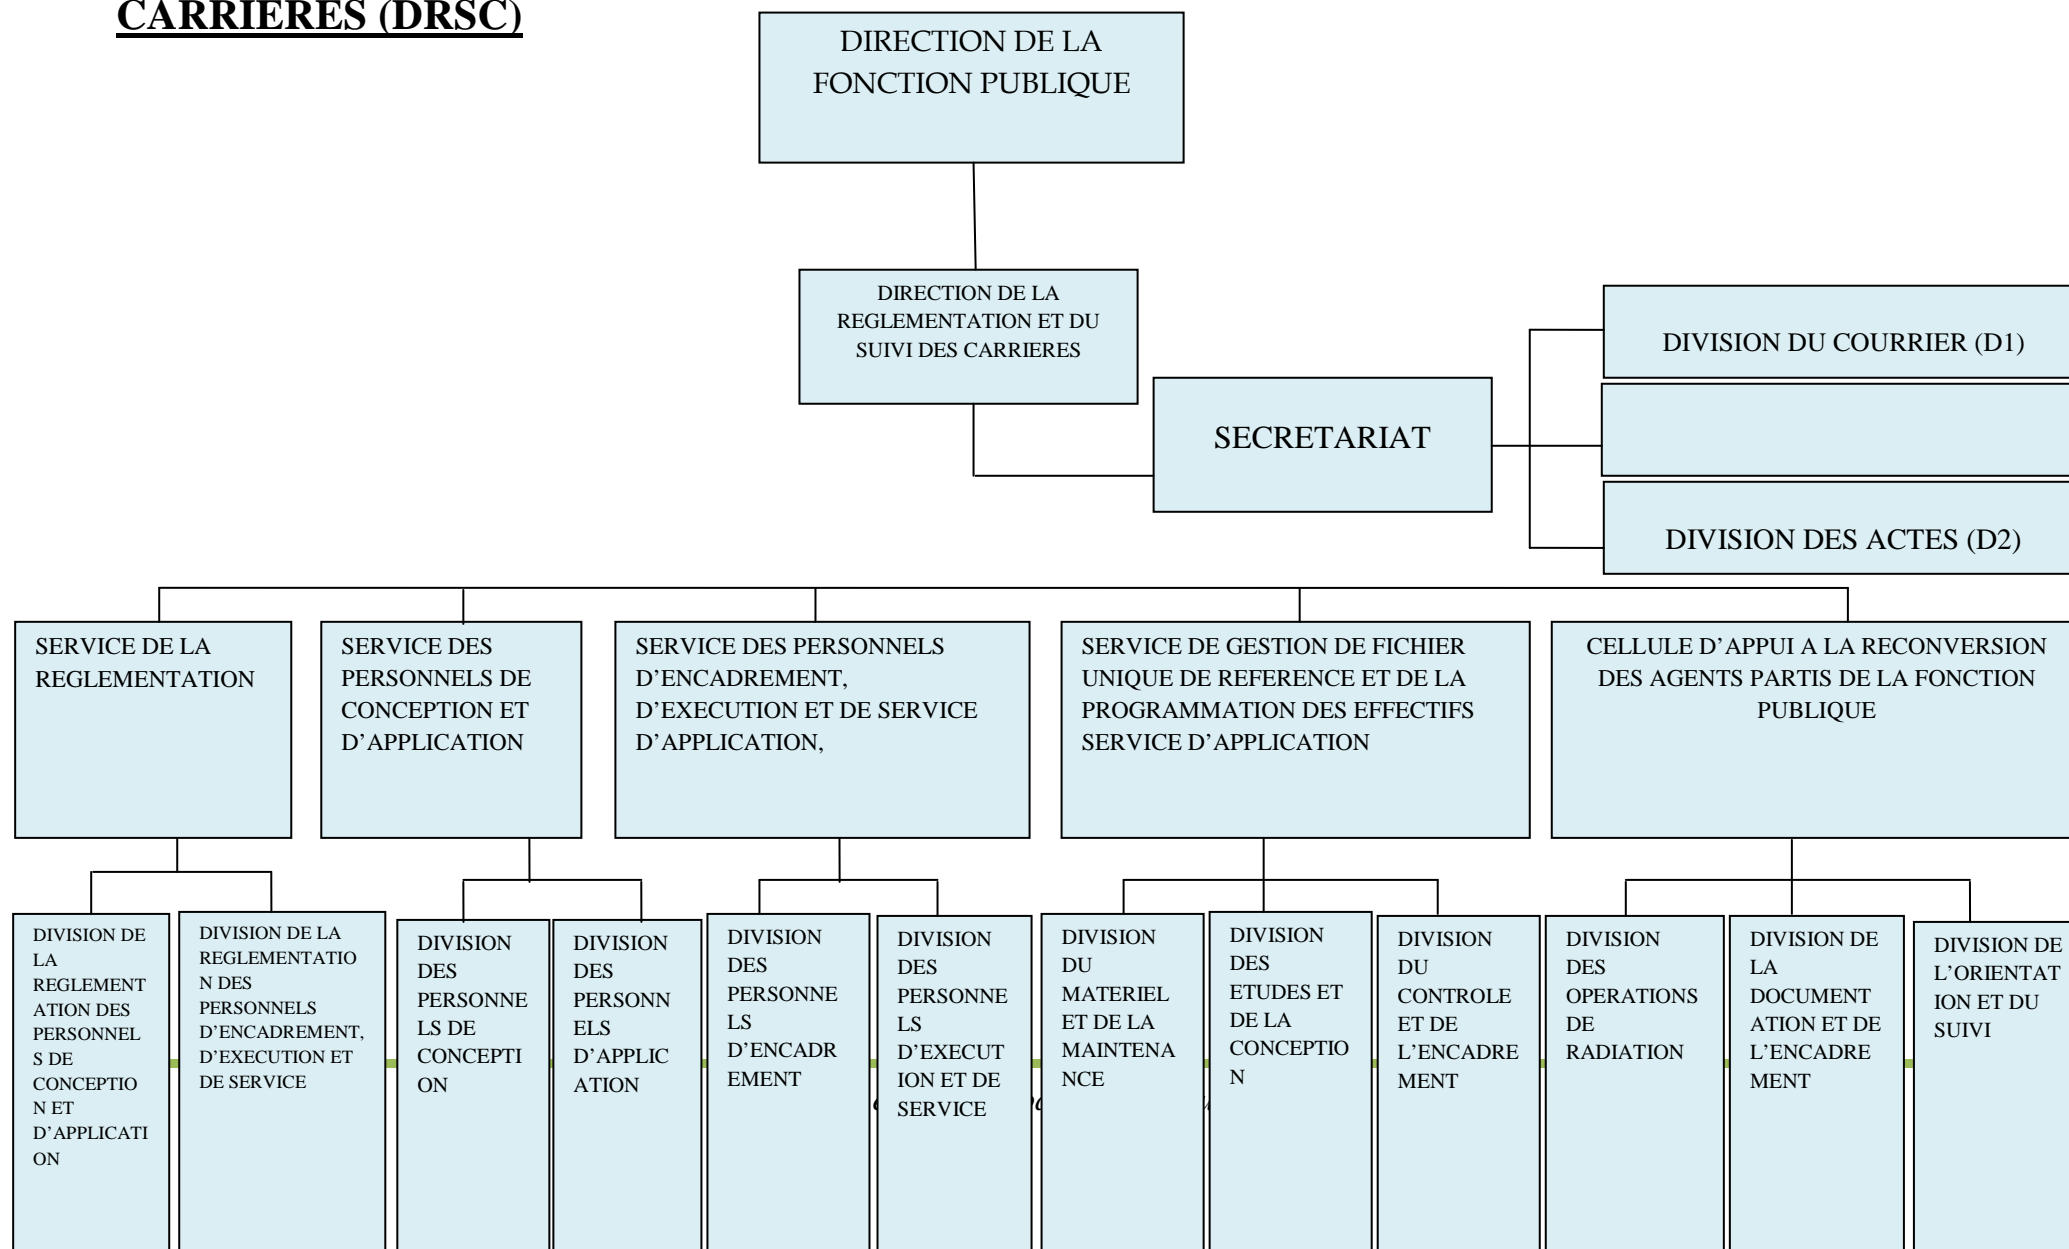 CARRIERES (DRSC)
DIRECTION DE LA
FONCTION PUBLIQUE
DIRECTION DE LA
REGLEMENTATION ET DU
SUIVI DES CARRIERES
SECRETARIAT
DIVISION DU COURRIER (D1)
DIVISION DES ACTES (D2)
SERVICE DE LA
REGLEMENTATION
SERVICE DES
PERSONNELS DE
CONCEPTION ET
D’APPLICATION
SERVICE DES PERSONNELS
D’ENCADREMENT,
D’EXECUTION ET DE SERVICE
D’APPLICATION,
SERVICE DE GESTION DE FICHIER
UNIQUE DE REFERENCE ET DE LA
PROGRAMMATION DES EFFECTIFS
SERVICE D’APPLICATION
CELLULE D’APPUI A LA RECONVERSION
DES AGENTS PARTIS DE LA FONCTION
PUBLIQUE
DIVISION DE
LA
REGLEMENT
ATION DES
PERSONNEL
S DE
CONCEPTIO
N ET
D’APPLICATI
ON
DIVISION DE LA
REGLEMENTATIO
N DES
PERSONNELS
D’ENCADREMENT,
D’EXECUTION ET
DE SERVICE
DIVISION
DES
PERSONNE
LS DE
CONCEPTI
ON
DIVISION
DES
PERSONN
ELS
D’APPLIC
ATION
DIVISION
DES
PERSONNE
LS
D’ENCADR
EMENT
DIVISION
DES
PERSONNE
LS
D’EXECUT
ION ET DE
SERVICE
DIVISION
DU
MATERIEL
ET DE LA
MAINTENA
NCE
DIVISION
DES
ETUDES ET
DE LA
CONCEPTIO
N
DIVISION
DU
CONTROLE
ET DE
L’ENCADRE
MENT
DIVISION
DES
OPERATIONS
DE
RADIATION
DIVISION DE
LA
DOCUMENT
ATION ET DE
L’ENCADRE
MENT
DIVISION DE
L’ORIENTAT
ION ET DU
SUIVI